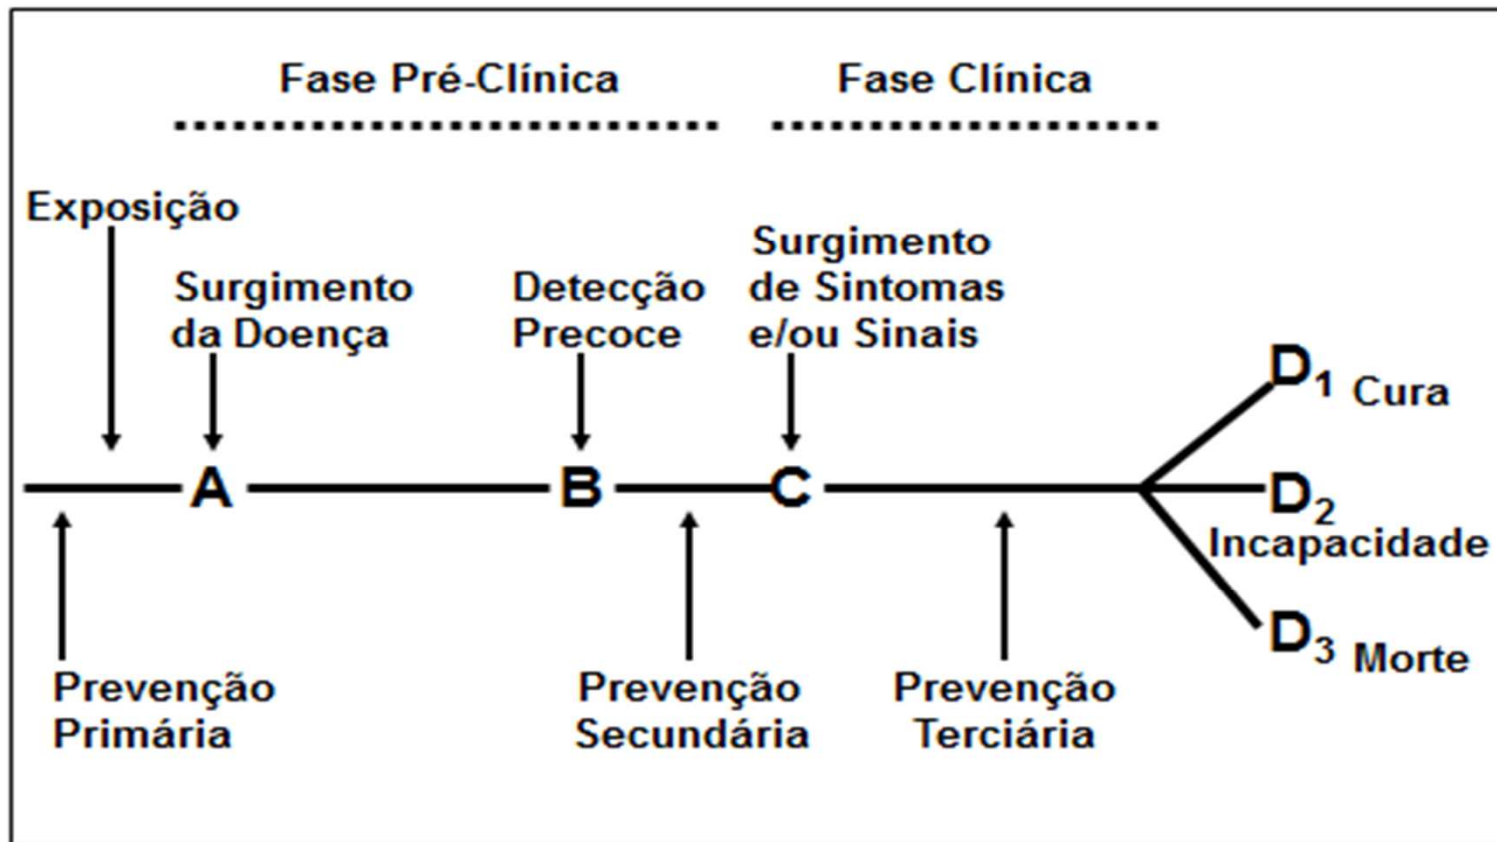 Fase Pré-Clínica
Fase Clínica
Exposição
Surgimento
da Doença
Detecção
Precoce
Surgimento
de Sintomas
e/ou Sinais
A
B
C
D₁ Cura
D₂
Incapacidade
D₃ Morte
Prevenção
Primária
Prevenção
Secundária
Prevenção
Terciária